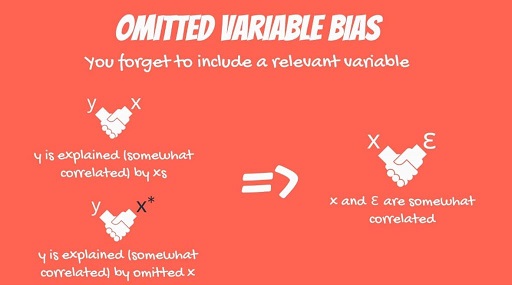 OMITTED VARIABLE BIAS
You forget to include a relevant variable
y x
y is explained (somewhat
correlated) by xs
y x*
y is explained (somewhat
correlated) by omitted x
=>
x ε
x and ε are somewhat
correlated